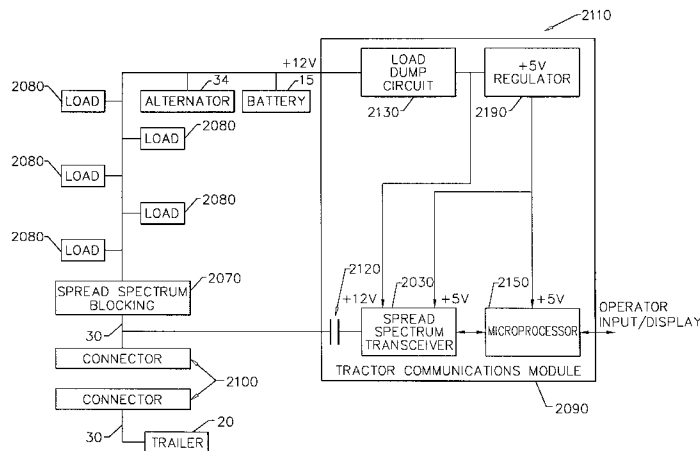 2110
+12V
LOAD
DUMP
CIRCUIT
+5V
REGULATOR
2080
34
15
LOAD
ALTERNATOR
BATTERY
2130
2190
2080
LOAD
2080
LOAD
2080
LOAD
2080
LOAD
2070
2120
2030
2150
SPREAD SPECTRUM
BLOCKING
+12V
+5V
+5V
OPERATOR
INPUT/DISPLAY
30
SPREAD
SPECTRUM
TRANSCEIVER
MICROPROCESSOR
CONNECTOR
2100
TRACTOR COMMUNICATIONS MODULE
CONNECTOR
2090
30
20
TRAILER